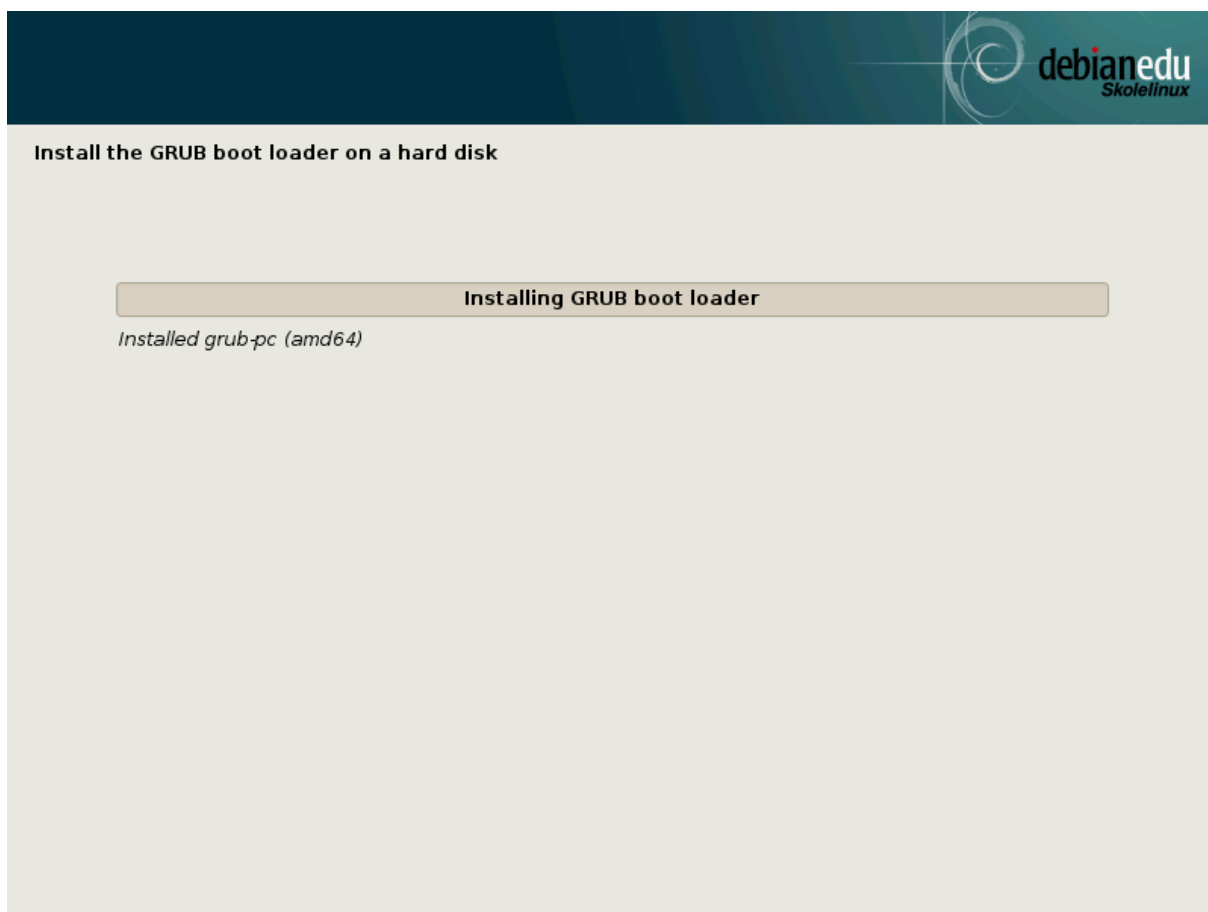 debianedu
Skolelinux
Install the GRUB boot loader on a hard disk
Installing GRUB boot loader
Installed grub-pc (amd64)